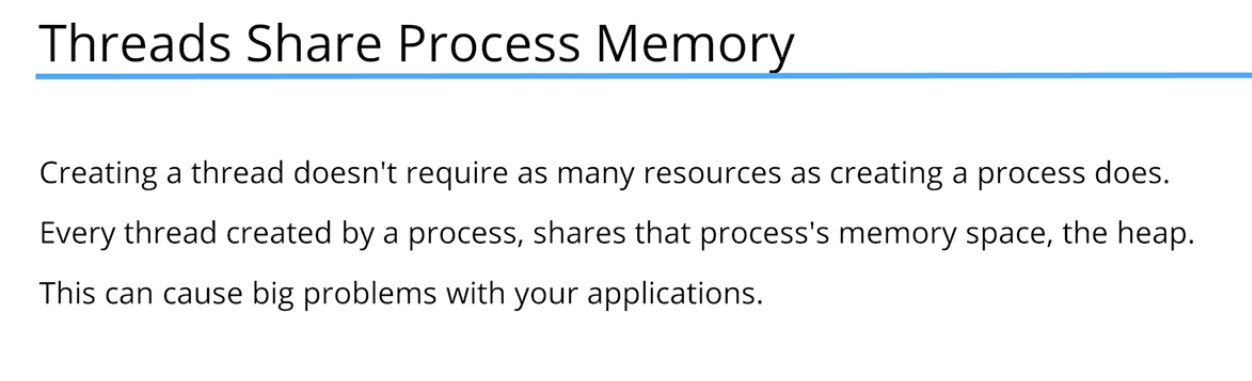 Threads Share Process Memory
Creating a thread doesn't require as many resources as creating a process does.
Every thread created by a process, shares that process's memory space, the heap.
This can cause big problems with your applications.